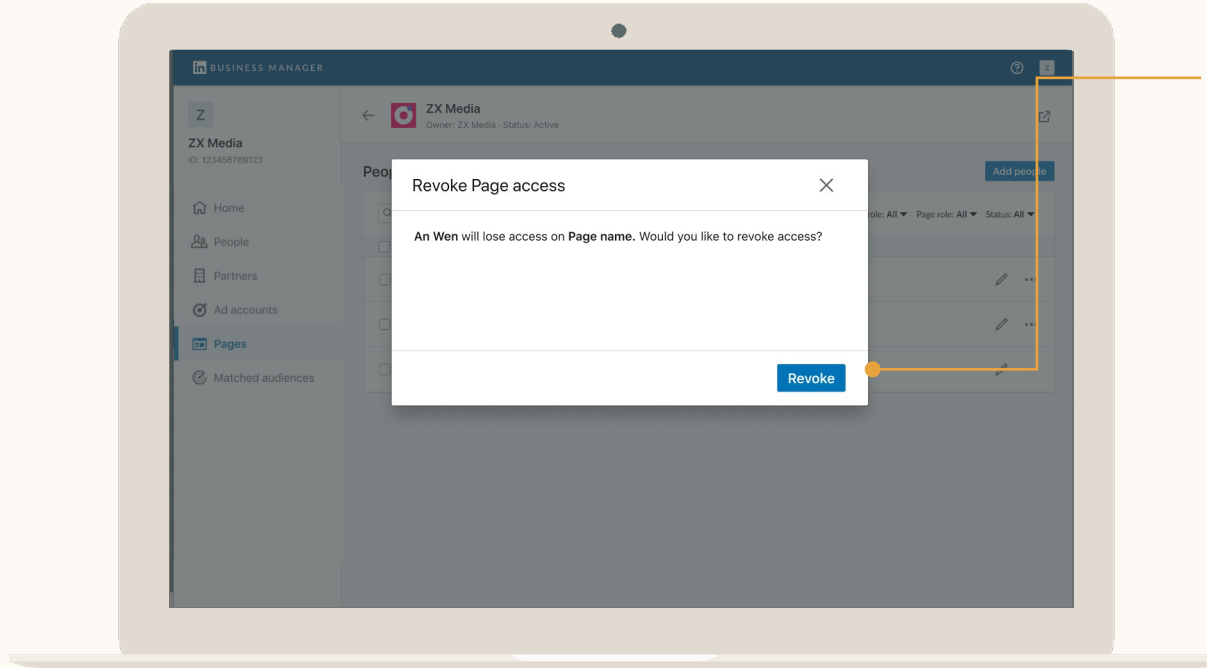 in BUSINESS MANAGER
Z
Z
ZX Media
ID: 123456789123
ZX Media
Owner: ZX Media - Status: Active
Add people
role: All Page role: All Status: All
Home
People
Partners
Ad accounts
Pages
Matched audiences
Revoke Page access
An Wen will lose access on Page name. Would you like to revoke access?
Revoke